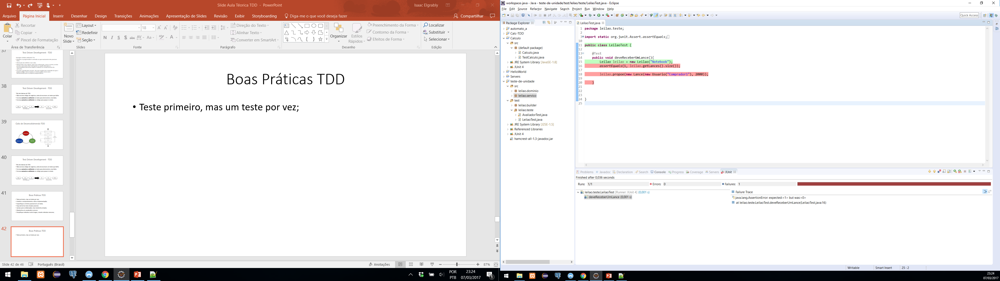 Slide Aula Téorica TDD - PowerPoint
Isaac Elgrably
Arquivo
Página Inicial
Inserir
Desenhar
Design
Transições
Animações
Apresentação de Slides
Revisão
Exibir
Storyboarding
Diga-me o que você deseja fazer
Compartilhar
Colar
Recortar
Copiar
Pincel de Formatação
Área de Transferência
Novo
Slide
Layout
Redefinir
Seção
Slides
18
N I S S abc AV Aa A
Fonte
Direção do Texto
Alinhar Texto
Converter em SmartArt
Parágrafo
Organizar
Estilos
Rápidos
Preenchimento da Forma
Contorno da Forma
Efeitos de Forma
Desenho
Localizar
Substituir
Selecionar
Edição
37
Test Driven Development - TDD
38
Test Driven Development - TDD
39
Ciclo de Desenvolvimento TDD
40
Test Driven Development - TDD
41
Boas Práticas TDD
42
Boas Práticas TDD
• Teste primeiro, mas um teste por vez;
Boas Práticas TDD
• Teste primeiro, mas um teste por vez;
Slide 42 de 46
Português (Brasil)
Anotações
87%
POR
PTB
23:24
07/03/2017
1
workspace-java - Java - teste-de-unidade/test/leilao/teste/LeilaoTest.java - Eclipse
File Edit Source Refactor Navigate Search Project Run Window Help
Quick Access
Package Explorer
automato_a
Calc-TDD
Calculo
src
(default package)
Calculo.java
TestCalculo.java
JRE System Library [JavaSE-1.8]
JUnit 4
HelloWorld
Servers
teste-de-unidade
src
leilao.dominio
leilao.servico
test
leilao.builder
leilao.teste
AvaliadorTest.java
LeilaoTest.java
JRE System Library [J2SE-1.5]
Referenced Libraries
JUnit 4
hamcrest-all-1.3-javadoc.jar
LeilaoTest.java
1 package leilao.teste;
2
3 import static org.junit.Assert.assertEquals;
10
11 public class LeilaoTest {
12
13 @Test
14 public void deveReceberUmLance(){
15 Leilao leilao = new Leilao("Notebook");
16 assertEquals(1, leilao.getLances().size());
17
18 leilao.propoe(new Lance(new Usuario("Comprador1"), 2000));
19
20 }
21
22
23
24 }
25
Problems Javadoc Declaration Search Console Progress Coverage Servers JUnit
Finished after 0,036 seconds
Runs: 1/1 Errors: 0 Failures: 1
leilao.teste.LeilaoTest [Runner: JUnit 4] (0,001 s)
deveReceberUmLance (0,001 s)
Failure Trace
java.lang.AssertionError: expected:<1> but was:<0>
at leilao.teste.LeilaoTest.deveReceberUmLance(LeilaoTest.java:16)
Writable
Smart Insert
25 : 2
23:24
07/03/2017